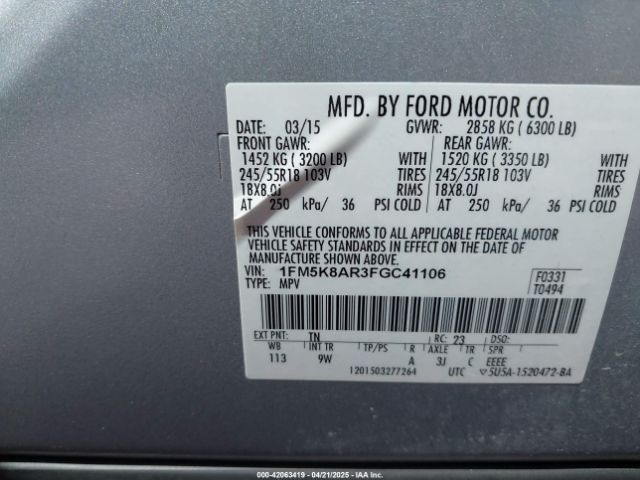 MFD. BY FORD MOTOR CO.
DATE: 03/15 GVWR: 2858 KG ( 6300 LB)
FRONT GAWR: REAR GAWR:
1452 KG ( 3200 LB) WITH 1520 KG ( 3350 LB) WITH
245/55R18 103V TIRES 245/55R18 103V TIRES
18X8.0J RIMS 18X8.0J RIMS
AT 250 kPa/ 36 PSI COLD AT 250 kPa/ 36 PSI COLD
THIS VEHICLE CONFORMS TO ALL APPLICABLE FEDERAL MOTOR
VEHICLE SAFETY STANDARDS IN EFFECT ON THE DATE OF
MANUFACTURE SHOWN ABOVE.
VIN: 1FM5K8AR3FGC41106 F0331
TYPE: MPV T0494
EXT PNT: TN RC: 23 DSO:
WB INT TR TP/PS R AXLE TR SPR
113 9W A 3J C EEEE
1201503277264 UTC 5U5A-1520472-BA
000-42063419 - 04/21/2025 - IAA Inc.